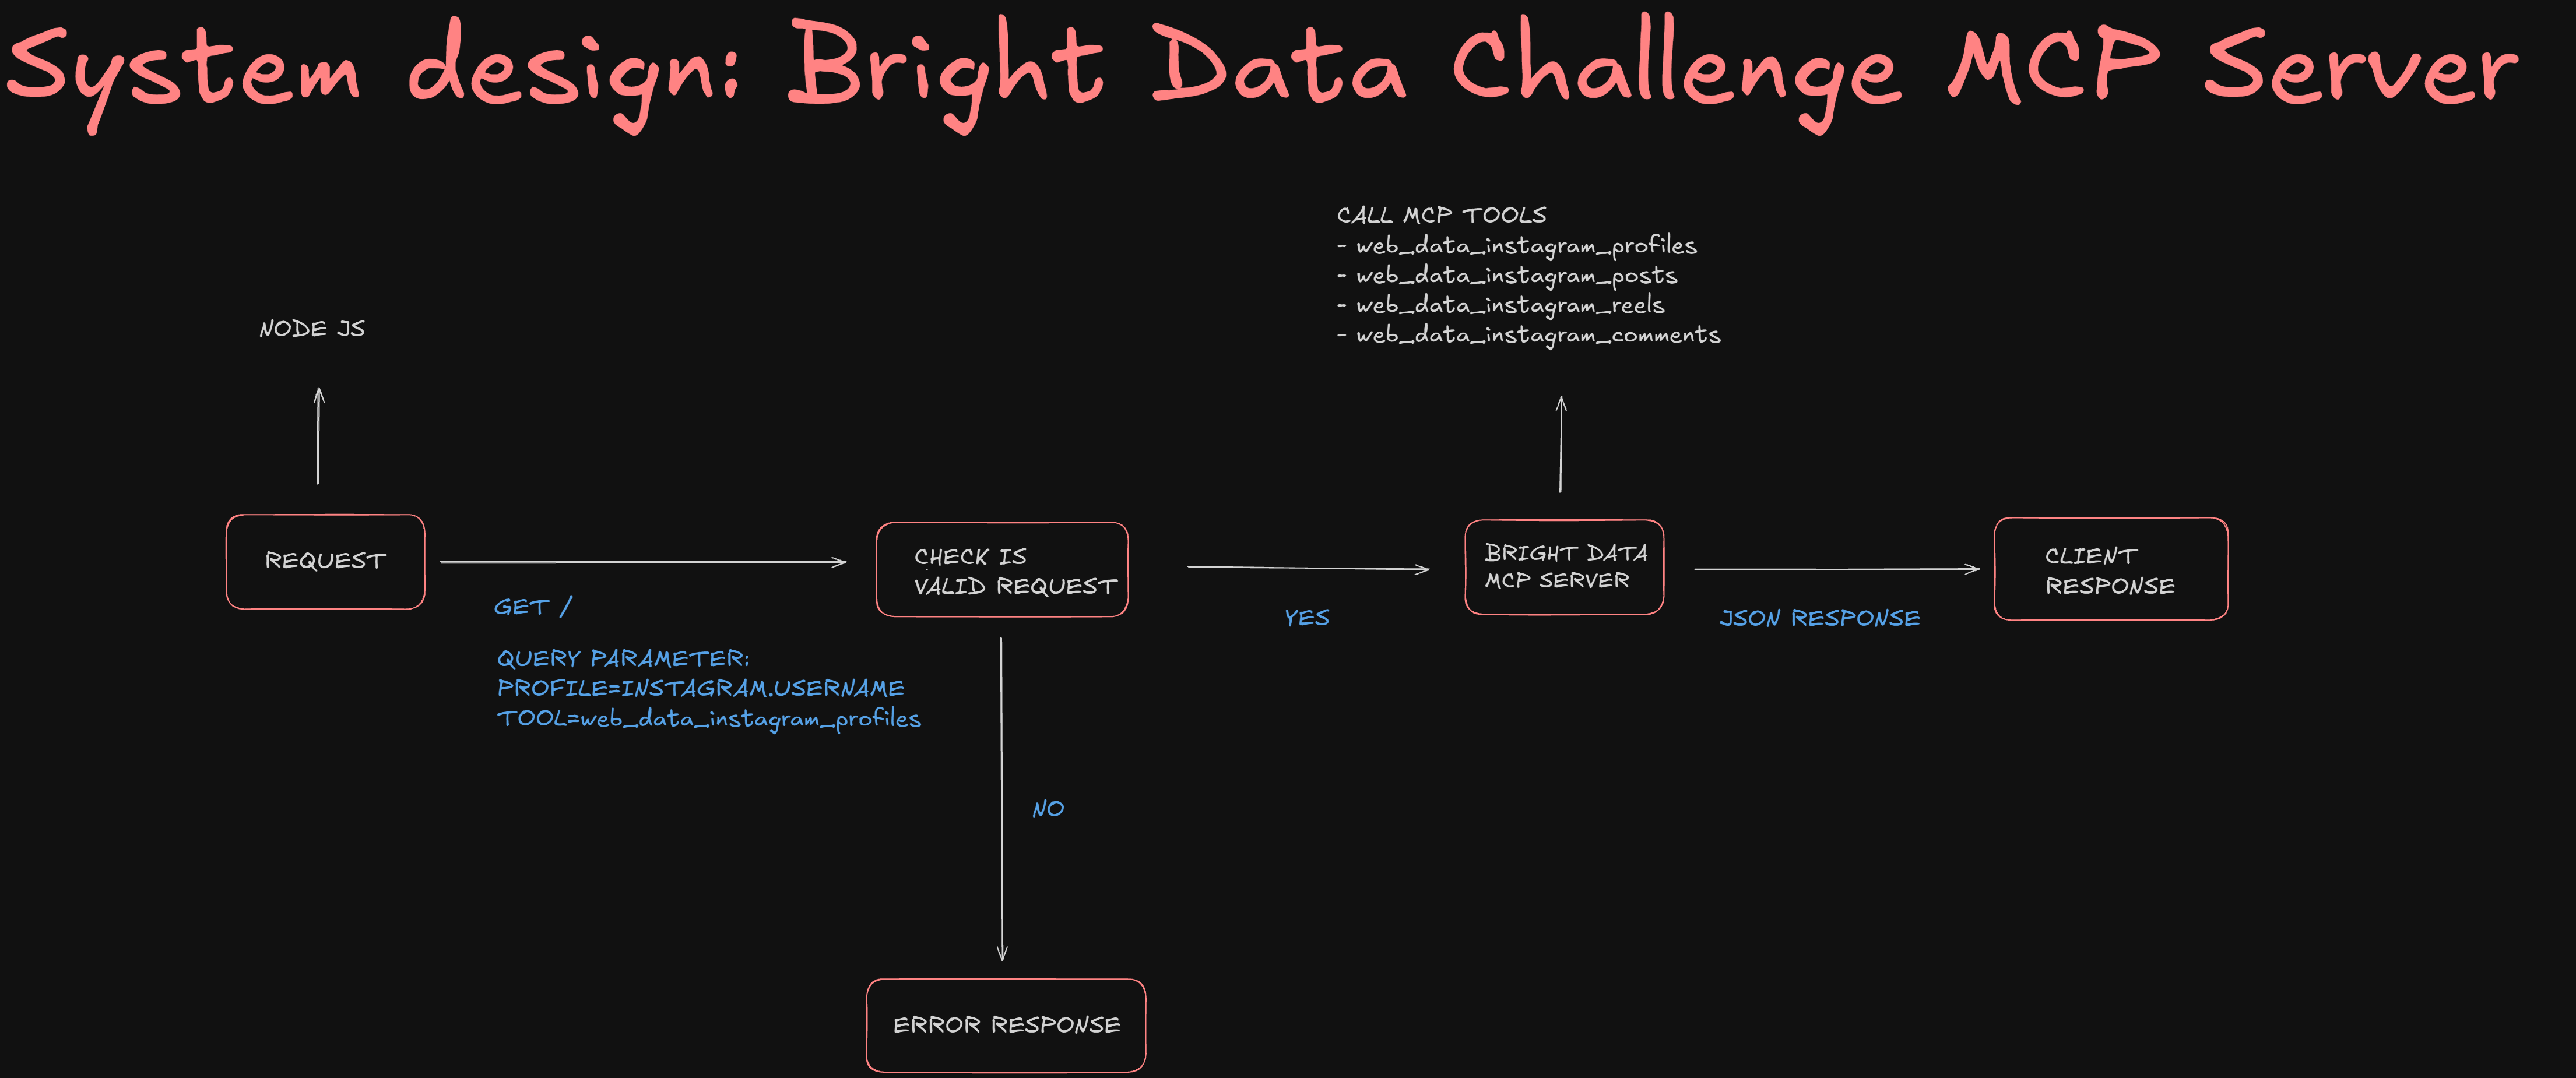 System design: Bright Data Challenge MCP Server
CALL MCP TOOLS
- web_data_instagram_profiles
- web_data_instagram_posts
- web_data_instagram_reels
- web_data_instagram_comments
NODE JS
REQUEST
GET /
QUERY PARAMETER:
PROFILE=INSTAGRAM.USERNAME
TOOL=web_data_instagram_profiles
CHECK IS
VALID REQUEST
YES
BRIGHT DATA
MCP SERVER
JSON RESPONSE
CLIENT
RESPONSE
NO
ERROR RESPONSE